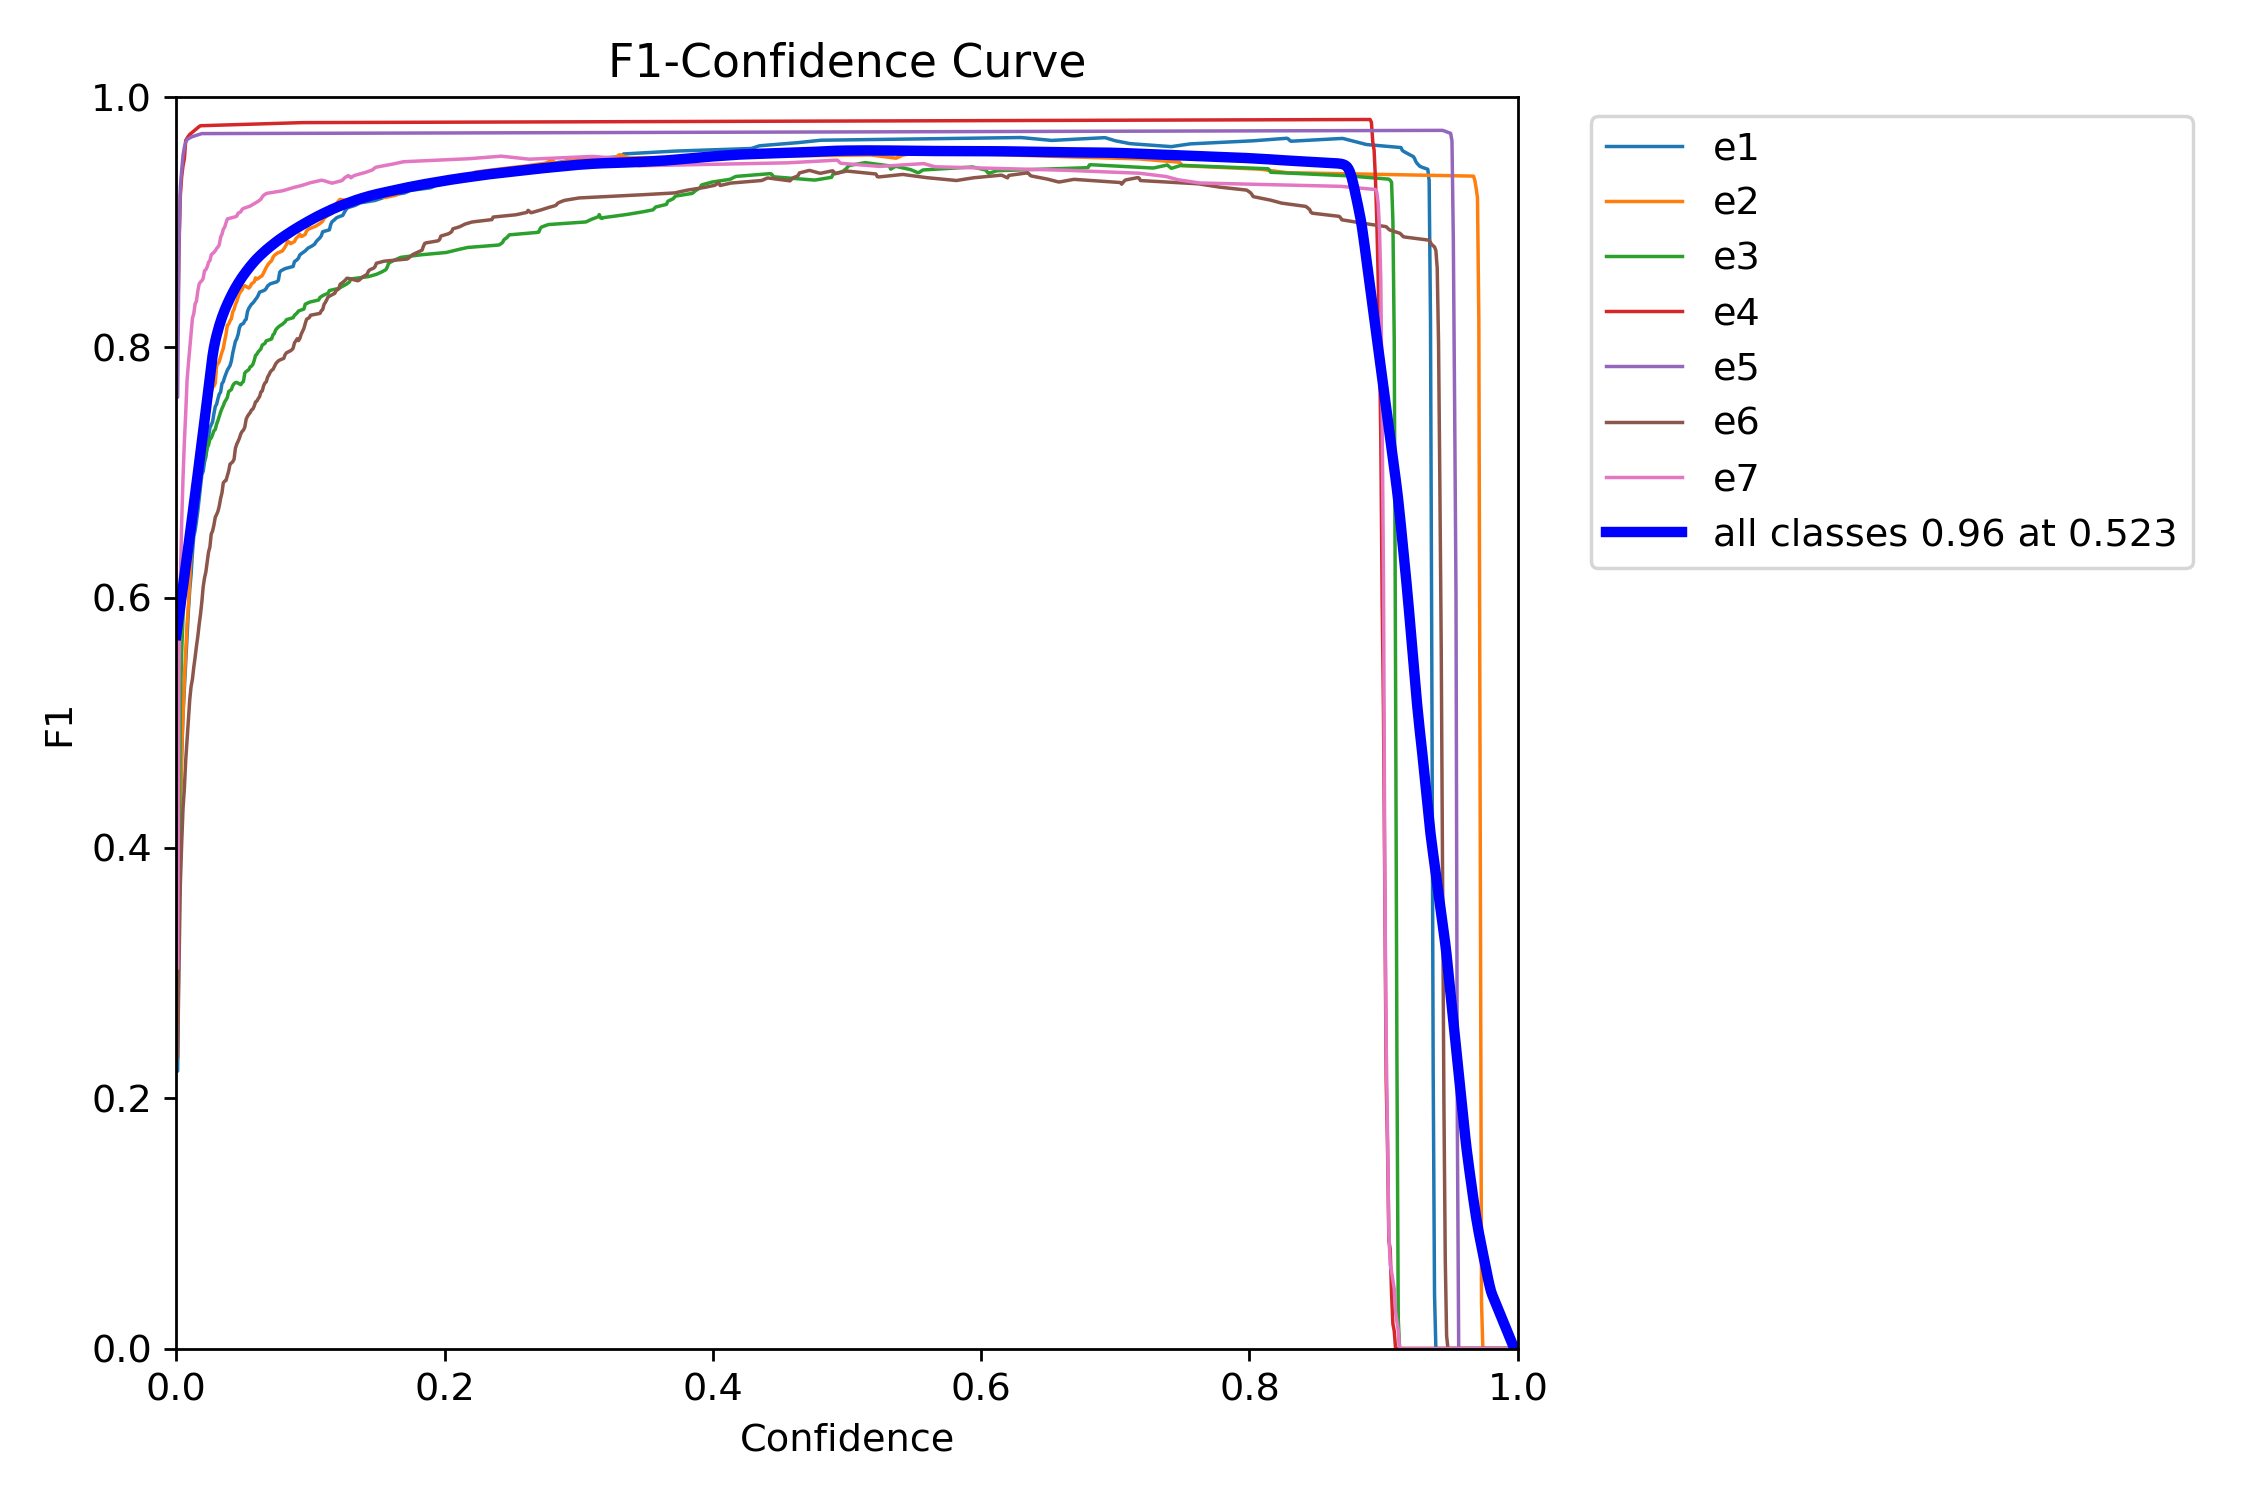 F1-Confidence Curve
1.0
0.8
0.6
0.4
0.2
0.0
F1
0.0 0.2 0.4 0.6 0.8 1.0
Confidence
e1
e2
e3
e4
e5
e6
e7
all classes 0.96 at 0.523